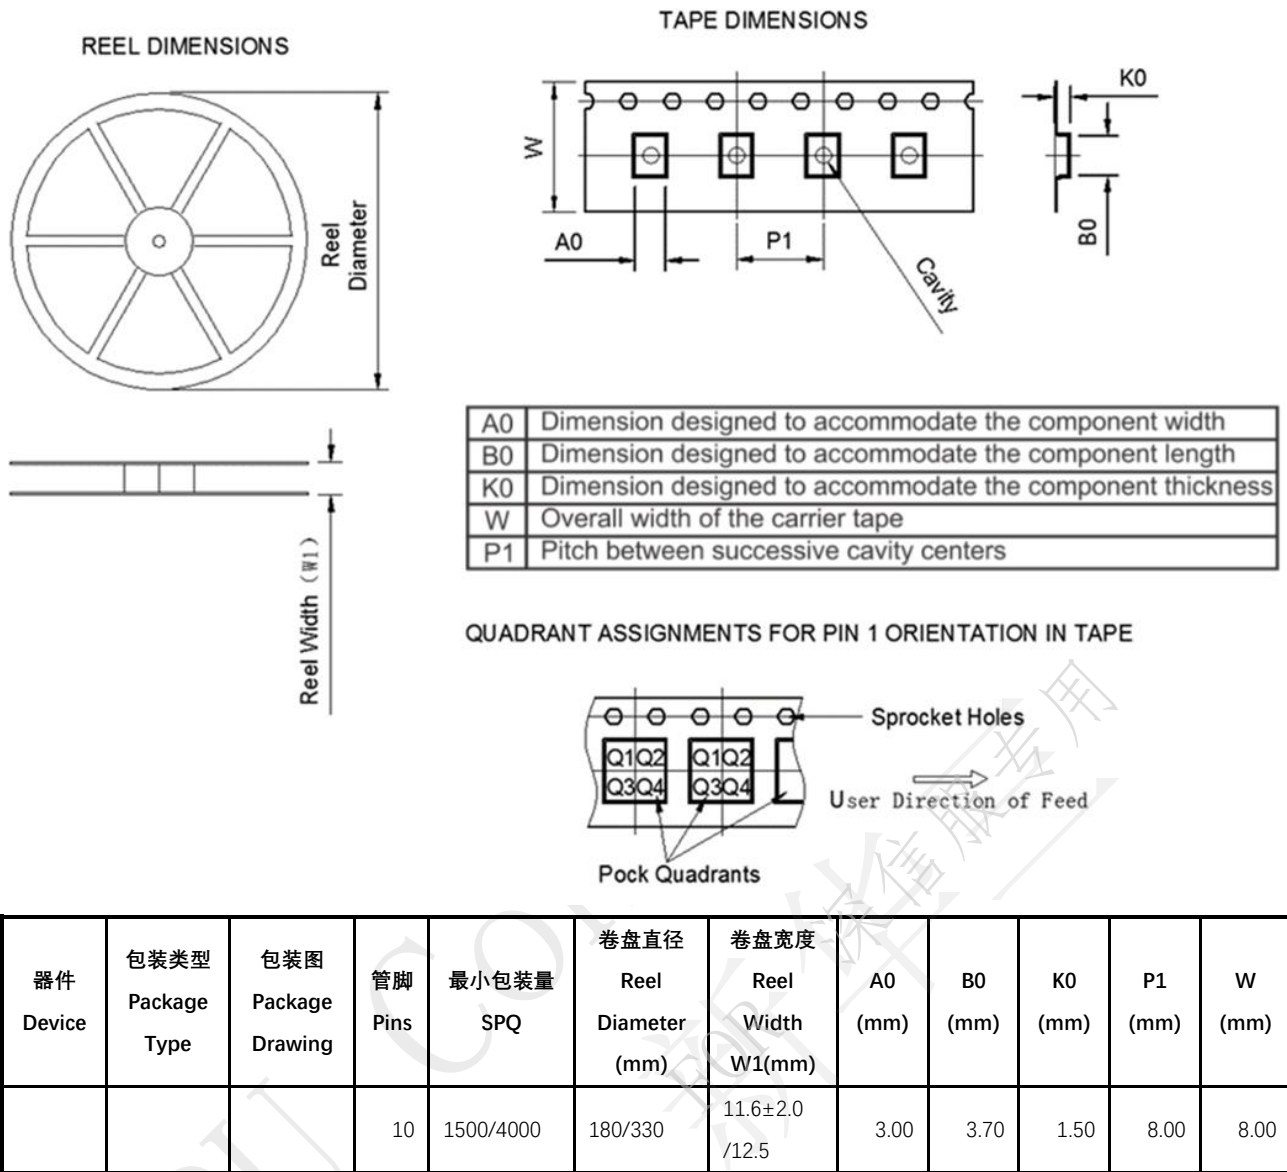 REEL DIMENSIONS
TAPE DIMENSIONS
Reel
Diameter
W
A0
P1
Cavity
K0
B0
Reel Width（W1）
A0 Dimension designed to accommodate the component width
B0 Dimension designed to accommodate the component length
K0 Dimension designed to accommodate the component thickness
W Overall width of the carrier tape
P1 Pitch between successive cavity centers
QUADRANT ASSIGNMENTS FOR PIN 1 ORIENTATION IN TAPE
Sprocket Holes
Q1 Q2 Q1 Q2
Q3 Q4 Q3 Q4
User Direction of Feed
Pock Quadrants
器件
Device
包装类型
Package
Type
包装图
Package
Drawing
管脚
Pins
最小包装量
SPQ
卷盘直径
Reel
Diameter
(mm)
卷盘宽度
Reel
Width
W1(mm)
A0
(mm)
B0
(mm)
K0
(mm)
P1
(mm)
W
(mm)
10
1500/4000
180/330
11.6±2.0
/12.5
3.00
3.70
1.50
8.00
8.00
FOR
深信服专用